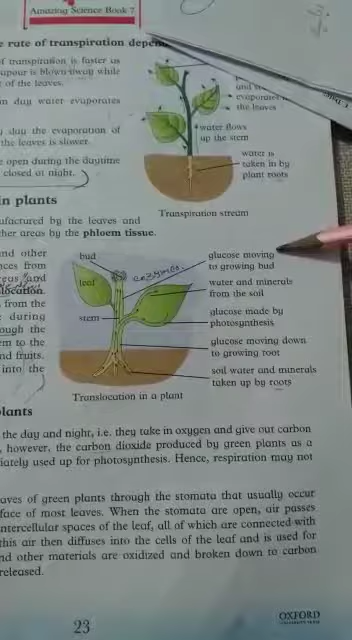 Amazing Science Book 7
e rate of transpiration depen
of transpiration is faster as
apour is blown away while
of the leaves.
m day water evaporates
y day the evaporation of
the leaves is slower.
e open during the daytime
closed at night.
evaporates
the leaves
water flows
up the stem
water is
taken in by
plant roots
Transpiration stream
in plants
ufactured by the leaves and
ther areas by the phloem tissue.
and other
nces from
reas and
location.
from the
e during
ough the
em to the
nd fruits.
into the
bud
enzymes
leaf
stem
glucose moving
to growing bud
water and minerals
from the soil
glucose made by
photosynthesis
glucose moving down
to growing root
soil water and minerals
taken up by roots
Translocation in a plant
plants
the day and night, i.e. they take in oxygen and give out carbon
, however, the carbon dioxide produced by green plants as a
iately used up for photosynthesis. Hence, respiration may not
aves of green plants through the stomata that usually occur
face of most leaves. When the stomata are open, air passes
ntercellular spaces of the leaf, all of which are connected with
this air then diffuses into the cells of the leaf and is used for
nd other materials are oxidized and broken down to carbon
released.
23
OXFORD